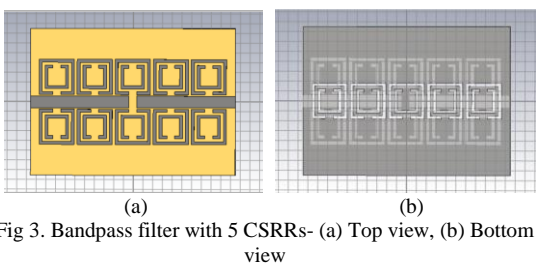 (a)
(b)
Fig 3. Bandpass filter with 5 CSRRs- (a) Top view, (b) Bottom
view